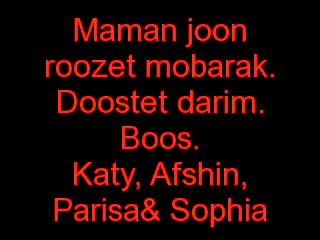 Maman joon
roozet mobarak.
Doostet darim.
Boos.
Katy, Afshin,
Parisa& Sophia